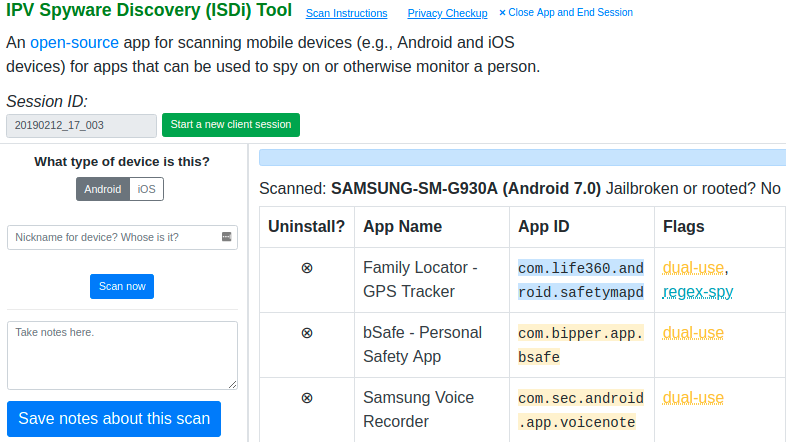 IPV Spyware Discovery (ISDi) Tool Scan Instructions Privacy Checkup × Close App and End Session
An open-source app for scanning mobile devices (e.g., Android and iOS
devices) for apps that can be used to spy on or otherwise monitor a person.
Session ID:
20190212_17_003 Start a new client session
What type of device is this?
Android iOS
Nickname for device? Whose is it?
Scan now
Take notes here.
Save notes about this scan
Scanned: SAMSUNG-SM-G930A (Android 7.0) Jailbroken or rooted? No
Uninstall? App Name App ID Flags
⊗ Family Locator - com.life360.and dual-use,
GPS Tracker roid.safetymapd regex-spy
⊗ bSafe - Personal com.bipper.app. dual-use
Safety App bsafe
⊗ Samsung Voice com.sec.android dual-use
Recorder .app.voicenote